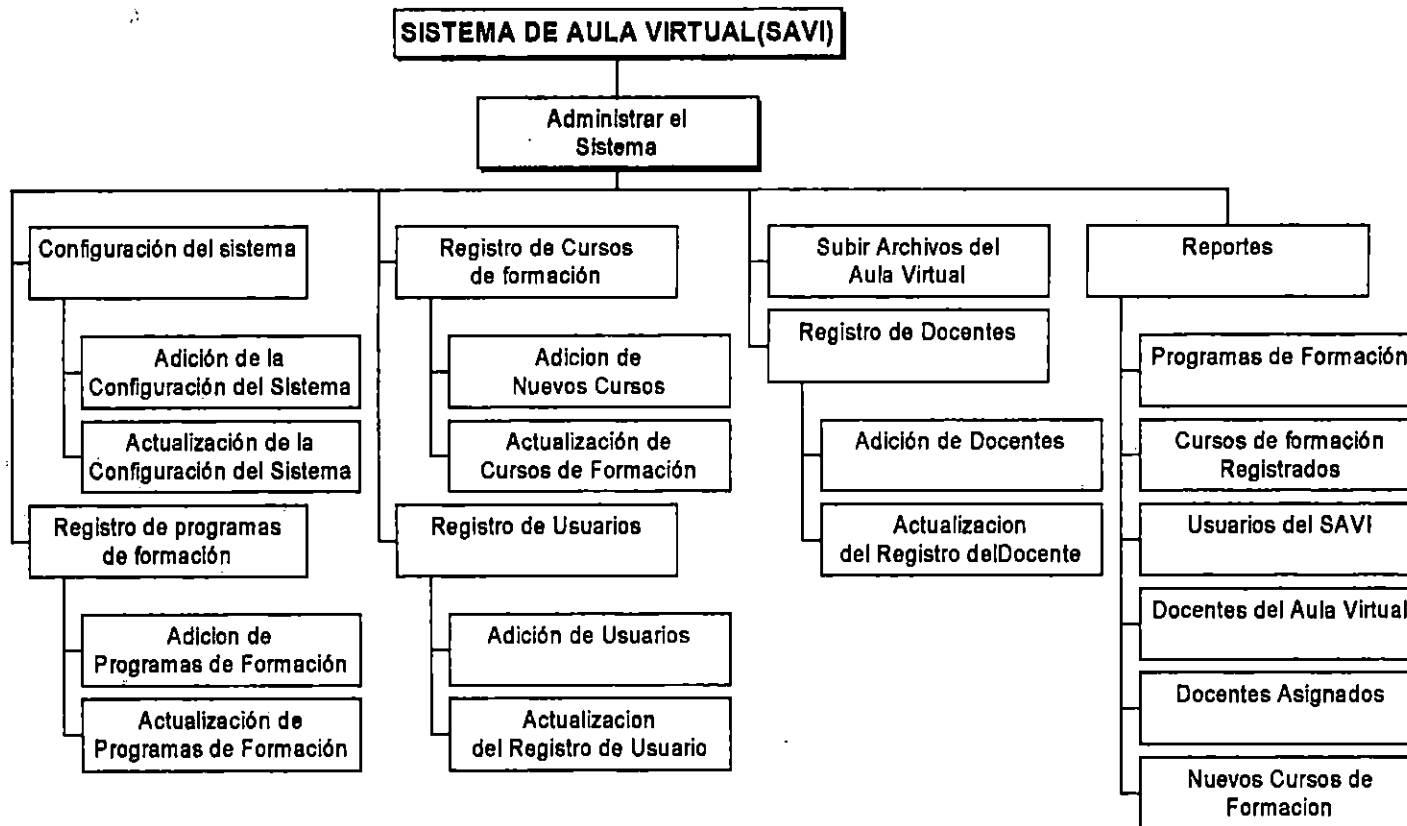 SISTEMA DE AULA VIRTUAL(SAVI)
Administrar el
Sistema
Configuración del sistema
Adición de la
Configuración del Sistema
Actualización de la
Configuración del Sistema
Registro de programas
de formación
Adicion de
Programas de Formación
Actualización de
Programas de Formación
Registro de Cursos
de formación
Adicion de
Nuevos Cursos
Actualización de
Cursos de Formación
Registro de Usuarios
Adición de Usuarios
Actualizacion
del Registro de Usuario
Subir Archivos del
Aula Virtual
Registro de Docentes
Adición de Docentes
Actualizacion
del Registro delDocente
Reportes
Programas de Formación
Cursos de formación
Registrados
Usuarios del SAVI
Docentes del Aula Virtual
Docentes Asignados
Nuevos Cursos de
Formacion